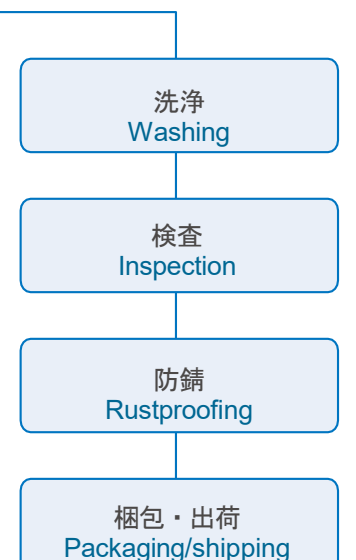 洗浄
Washing
検査
Inspection
防錆
Rustproofing
梱包・出荷
Packaging/shipping